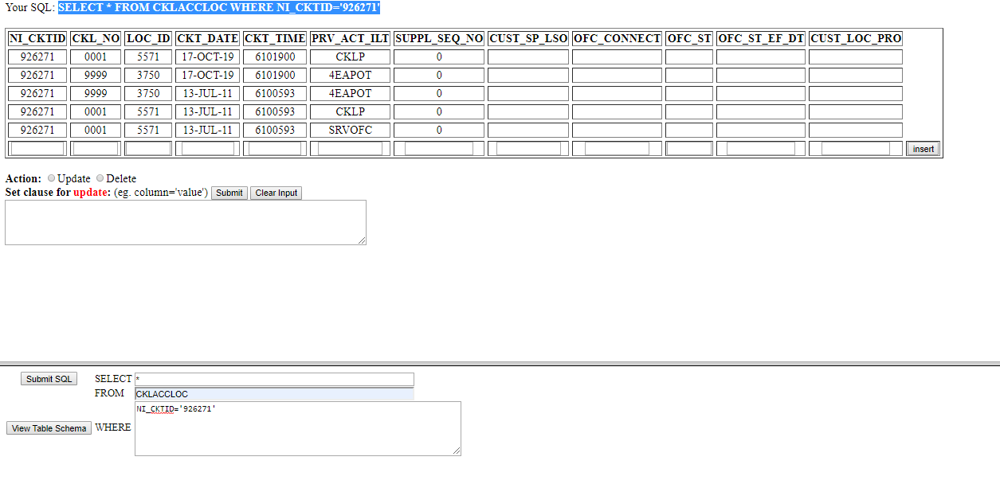 Your SQL: SELECT * FROM CKLACCLOC WHERE NI_CKTID='926271'
NI_CKTID CKL_NO LOC_ID CKT_DATE CKT_TIME PRV_ACT_ILT SUPPL_SEQ_NO CUST_SP_LSO OFC_CONNECT OFC_ST OFC_ST_EF_DT CUST_LOC_PRO
926271 0001 5571 17-OCT-19 6101900 CKLP 0
926271 9999 3750 17-OCT-19 6101900 4EAPOT 0
926271 9999 3750 13-JUL-11 6100593 4EAPOT 0
926271 0001 5571 13-JUL-11 6100593 CKLP 0
926271 0001 5571 13-JUL-11 6100593 SRVOFC 0
insert
Action: Update Delete
Set clause for update: (eg. column='value') Submit Clear Input
Submit SQL SELECT *
FROM CKLACCLOC
NI_CKTID='926271'
View Table Schema WHERE